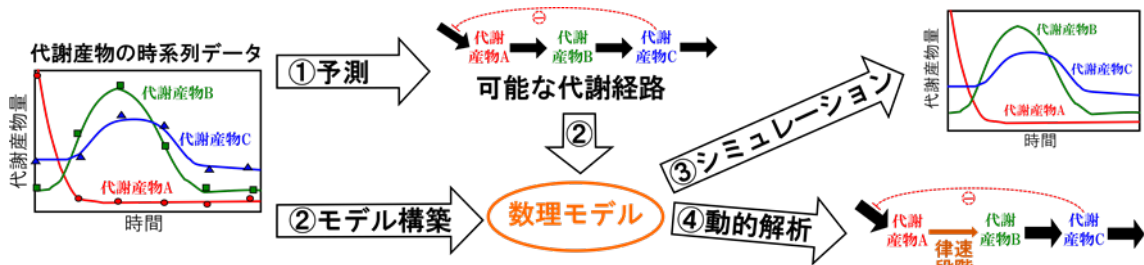 代謝産物の時系列データ
代謝産物量
代謝産物B
代謝産物C
代謝産物A
時間
①予測
⊖
代謝
産物A
代謝
産物B
代謝
産物C
可能な代謝経路
②
②モデル構築
数理モデル
③シミュレーション
④動的解析
代謝産物量
代謝産物B
代謝産物C
代謝産物A
時間
⊖
代謝
産物A
律速
段階
代謝
産物B
代謝
産物C